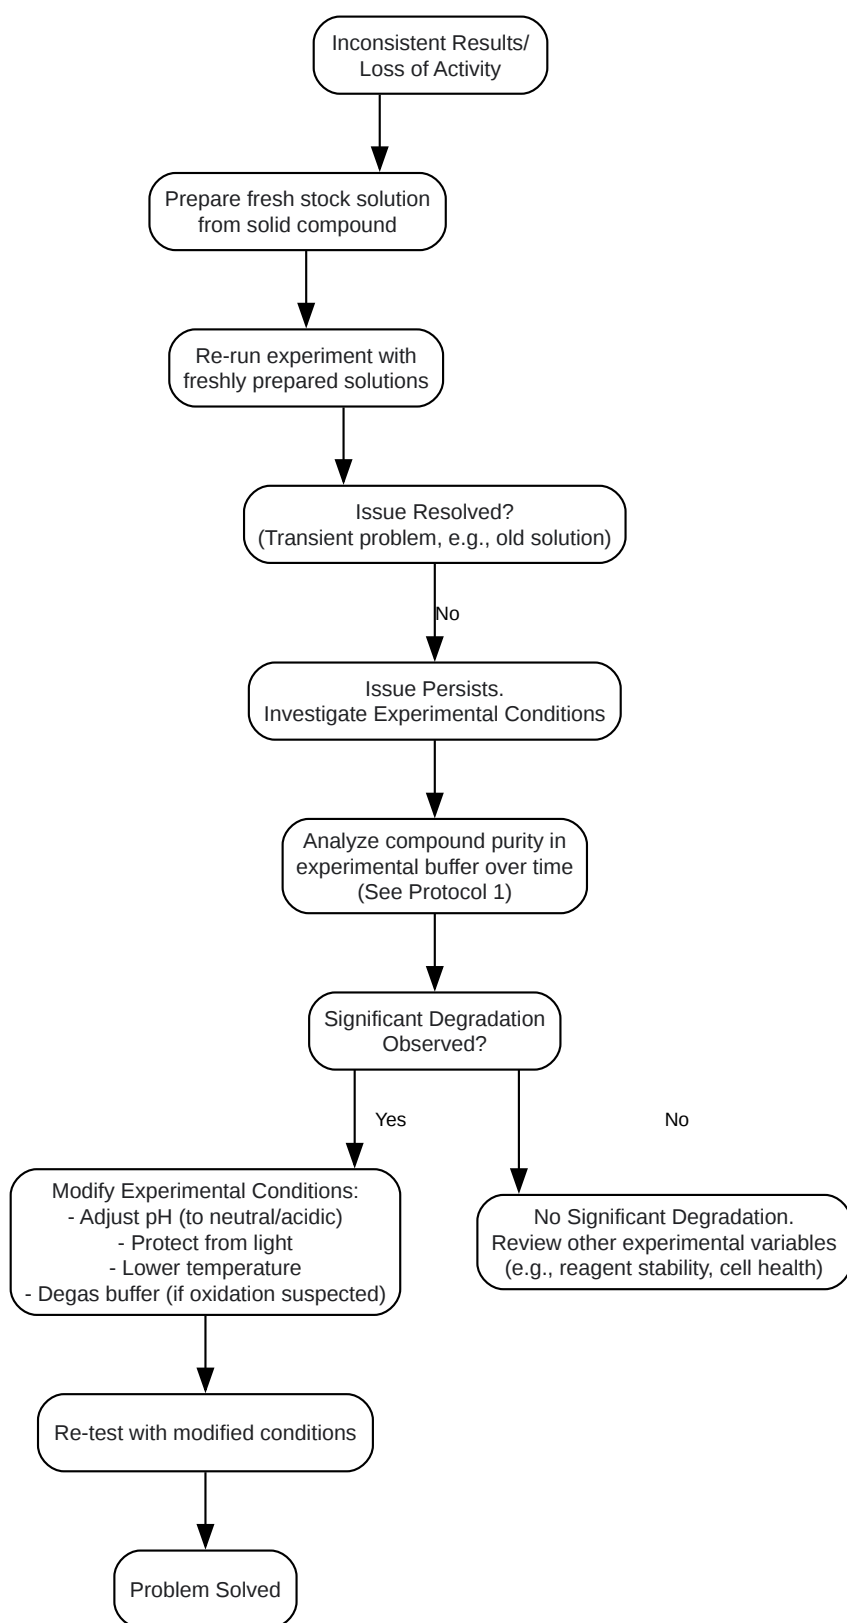 Inconsistent Results/
Loss of Activity
Prepare fresh stock solution
from solid compound
Re-run experiment with
freshly prepared solutions
Issue Resolved?
(Transient problem, e.g., old solution)
No
Issue Persists.
Investigate Experimental Conditions
Analyze compound purity in
experimental buffer over time
(See Protocol 1)
Significant Degradation
Observed?
Yes
No
Modify Experimental Conditions:
- Adjust pH (to neutral/acidic)
- Protect from light
- Lower temperature
- Degas buffer (if oxidation suspected)
No Significant Degradation.
Review other experimental variables
(e.g., reagent stability, cell health)
Re-test with modified conditions
Problem Solved